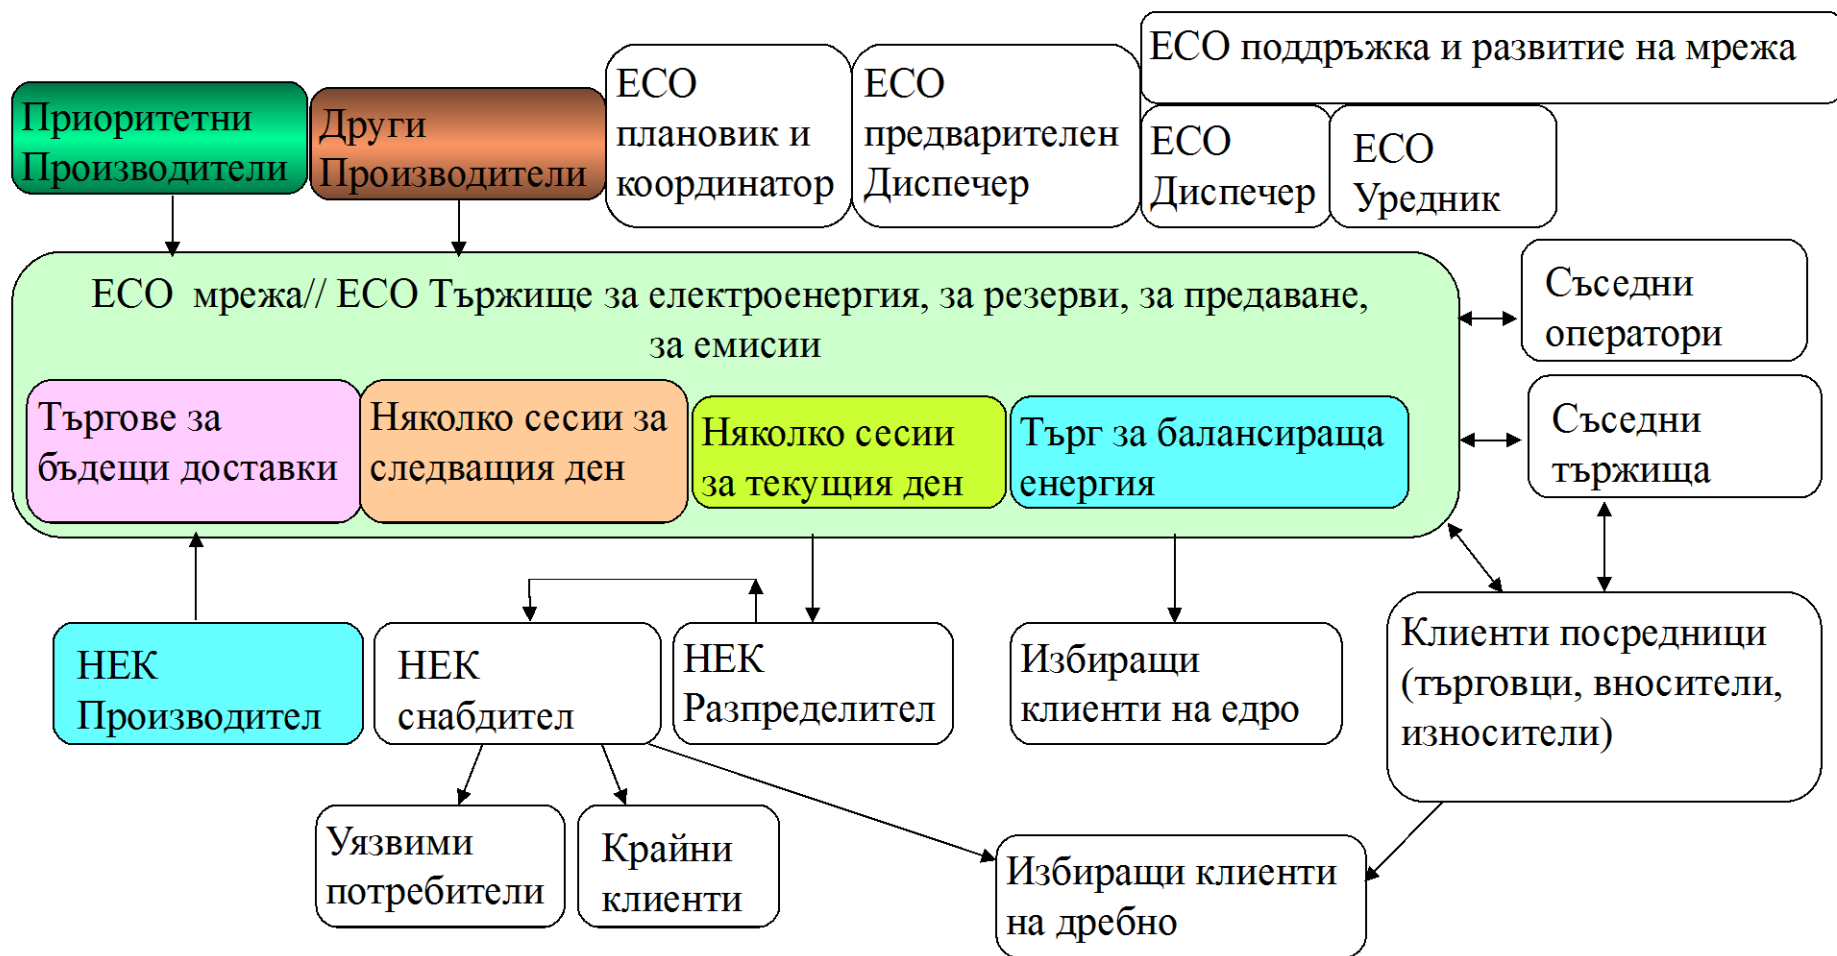 Приоритетни
Производители
Други
Производители
ЕСО
плановик и
координатор
ЕСО
предварителен
Диспечер
ЕСО поддръжка и развитие на мрежа
ЕСО
Диспечер
ЕСО
Уредник
ЕСО мрежа// ЕСО Тържище за електроенергия, за резерви, за предаване,
за емисии
Търгове за
бъдещи доставки
Няколко сесии за
следващия ден
Няколко сесии
за текущия ден
Търг за балансираща
енергия
Съседни
оператори
Съседни
тържища
НЕК
Производител
НЕК
снабдител
НЕК
Разпределител
Избиращи
клиенти на едро
Клиенти посредници
(търговци, вносители,
износители)
Уязвими
потребители
Крайни
клиенти
Избиращи клиенти
на дребно